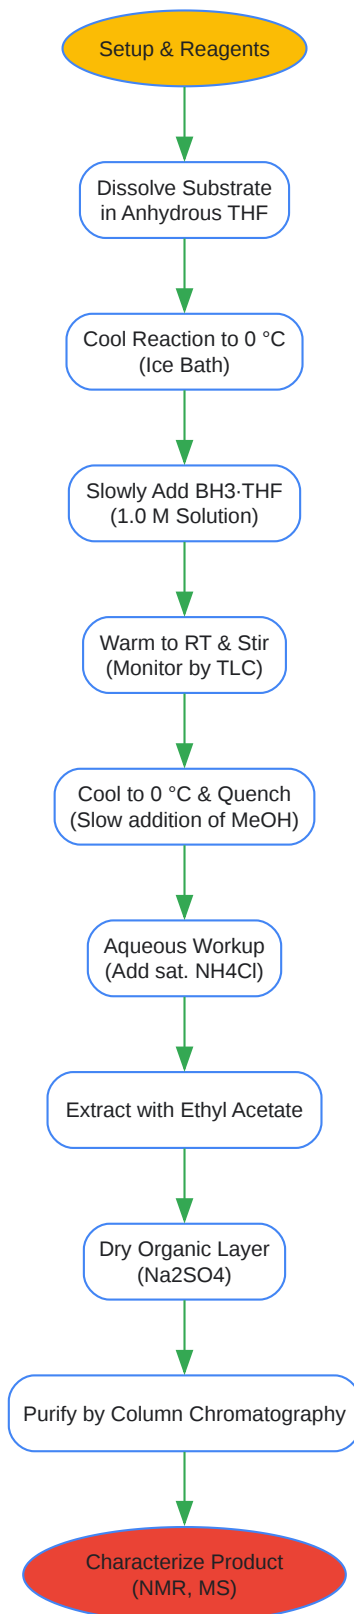 Setup & Reagents
Dissolve Substrate
in Anhydrous THF
Cool Reaction to 0 °C
(Ice Bath)
Slowly Add BH3·THF
(1.0 M Solution)
Warm to RT & Stir
(Monitor by TLC)
Cool to 0 °C & Quench
(Slow addition of MeOH)
Aqueous Workup
(Add sat. NH4Cl)
Extract with Ethyl Acetate
Dry Organic Layer
(Na2SO4)
Purify by Column Chromatography
Characterize Product
(NMR, MS)